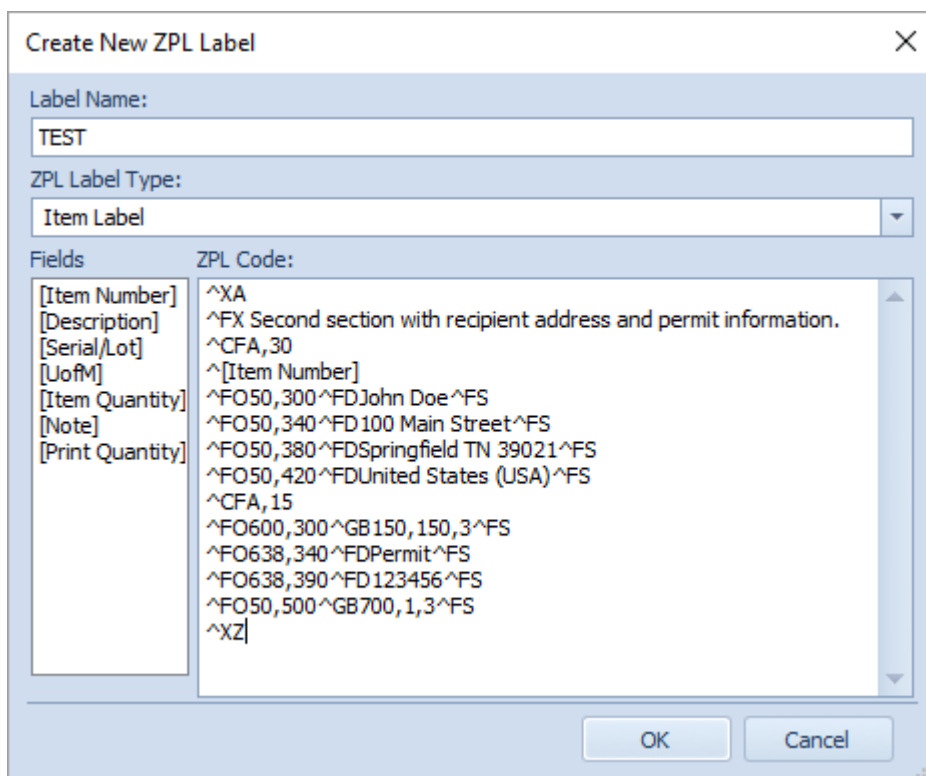 Create New ZPL Label
Label Name:
TEST
ZPL Label Type:
Item Label
Fields
[Item Number]
[Description]
[Serial/Lot]
[UofM]
[Item Quantity]
[Note]
[Print Quantity]
ZPL Code:
^XA
^FX Second section with recipient address and permit information.
^CFA,30
^[Item Number]
^FO50,300^FDJohn Doe^FS
^FO50,340^FD100 Main Street^FS
^FO50,380^FDSpringfield TN 39021^FS
^FO50,420^FDUnited States (USA)^FS
^CFA,15
^FO600,300^GB150,150,3^FS
^FO638,340^FDPermit^FS
^FO638,390^FD123456^FS
^FO50,500^GB700,1,3^FS
^XZ
OK
Cancel